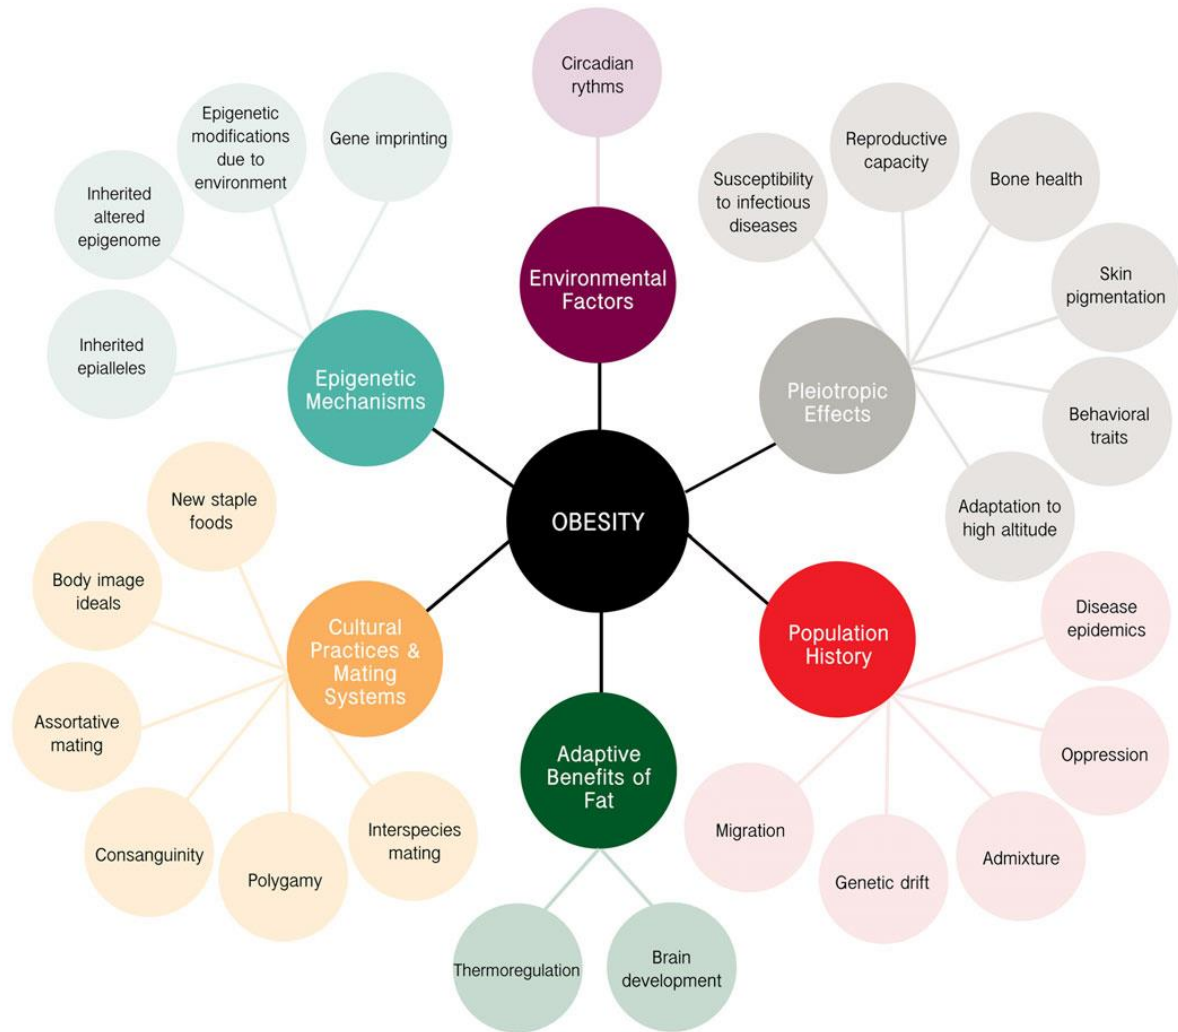 OBESITY
Environmental
Factors
Circadian
rythms
Pleiotropic
Effects
Susceptibility
to infectious
diseases
Reproductive
capacity
Bone health
Skin
pigmentation
Behavioral
traits
Adaptation to
high altitude
Population
History
Disease
epidemics
Oppression
Admixture
Genetic drift
Migration
Adaptive
Benefits of
Fat
Brain
development
Thermoregulation
Cultural
Practices &
Mating
Systems
Interspecies
mating
Polygamy
Consanguinity
Assortative
mating
Body image
ideals
New staple
foods
Epigenetic
Mechanisms
Inherited
epialleles
Inherited
altered
epigenome
Epigenetic
modifications
due to
environment
Gene imprinting